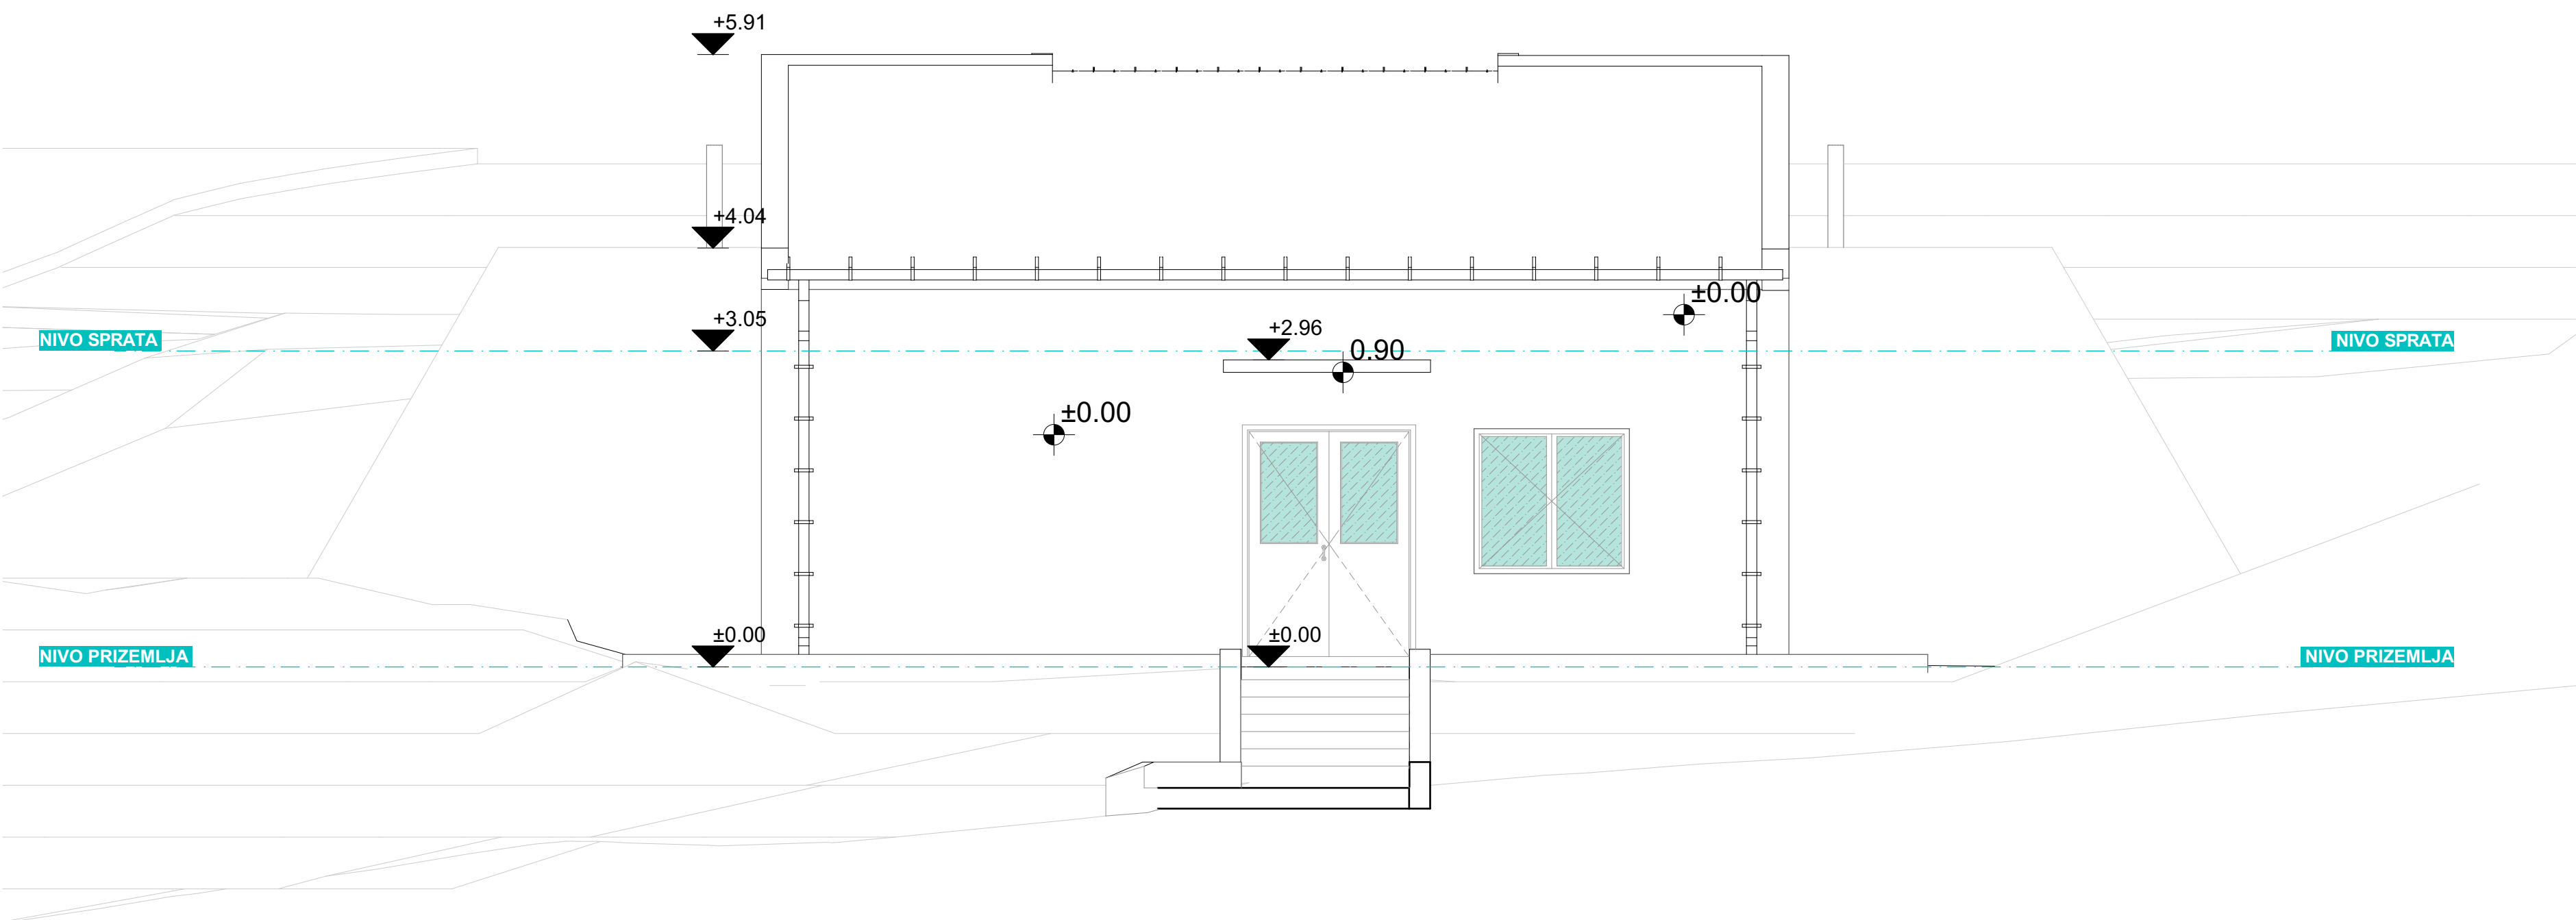 +5.91
+4.04
±0.00
+3.05
+2.96
NIVO SPRATA
NIVO SPRATA
0.90
±0.00
±0.00
±0.00
NIVO PRIZEMLJA
NIVO PRIZEMLJA